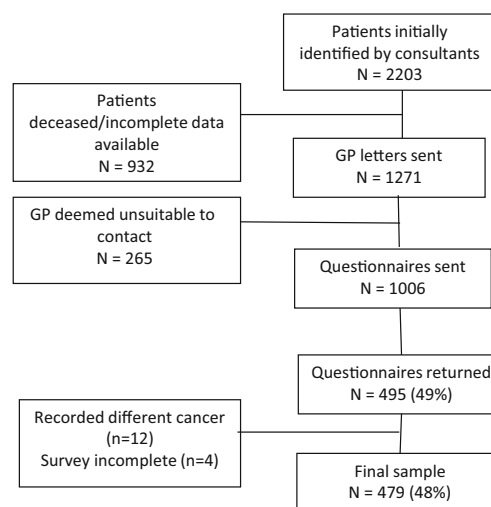 Patients initially
identified by consultants
N = 2203
Patients
deceased/incomplete data
available
N = 932
GP letters sent
N = 1271
GP deemed unsuitable to
contact
N = 265
Questionnaires sent
N = 1006
Questionnaires returned
N = 495 (49%)
Recorded different cancer
(n=12)
Survey incomplete (n=4)
Final sample
N = 479 (48%)